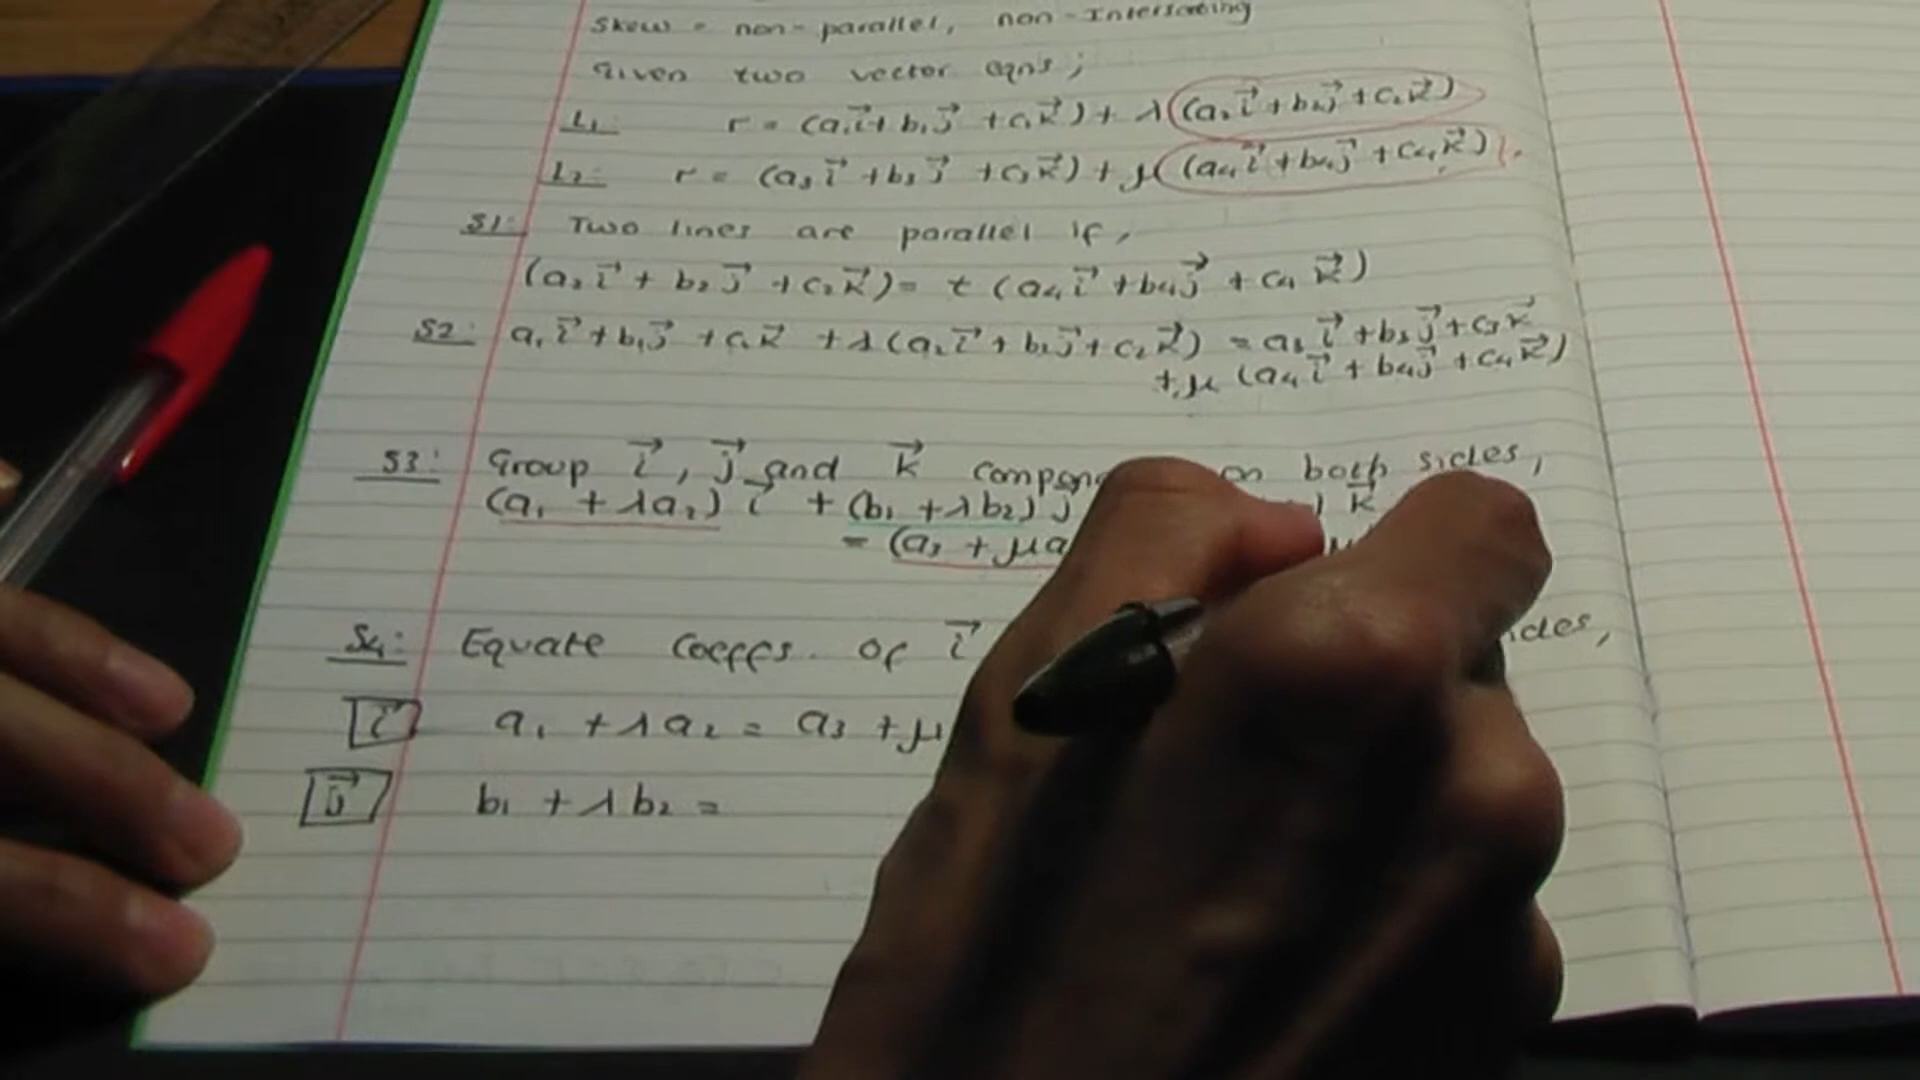 Skew = non-parallel, non-Intersecting
Given two vector eqn's ;
L₁ r = (a₁i⃗ + b₁j⃗ + c₁k⃗) + λ(a₂i⃗ + b₂j⃗ + c₂k⃗)
L₂ r = (a₃i⃗ + b₃j⃗ + c₃k⃗) + μ(a₄i⃗ + b₄j⃗ + c₄k⃗)
S1: Two lines are parallel if,
(a₂i⃗ + b₂j⃗ + c₂k⃗) = t (a₄i⃗ + b₄j⃗ + c₄k⃗)
S2: a₁i⃗ + b₁j⃗ + c₁k⃗ + λ(a₂i⃗ + b₂j⃗ + c₂k⃗) = a₃i⃗ + b₃j⃗ + c₃k⃗
+ μ (a₄i⃗ + b₄j⃗ + c₄k⃗)
S3: Group i⃗, j⃗ and k⃗ on both sides,
(a₁ + λa₂) i⃗ + (b₁ + λb₂) j⃗ ) k⃗
= (a₃ + μa
S4: Equate coeffs. of i⃗
i⃗ a₁ + λa₂ = a₃ + μ
j⃗ b₁ + λb₂ =